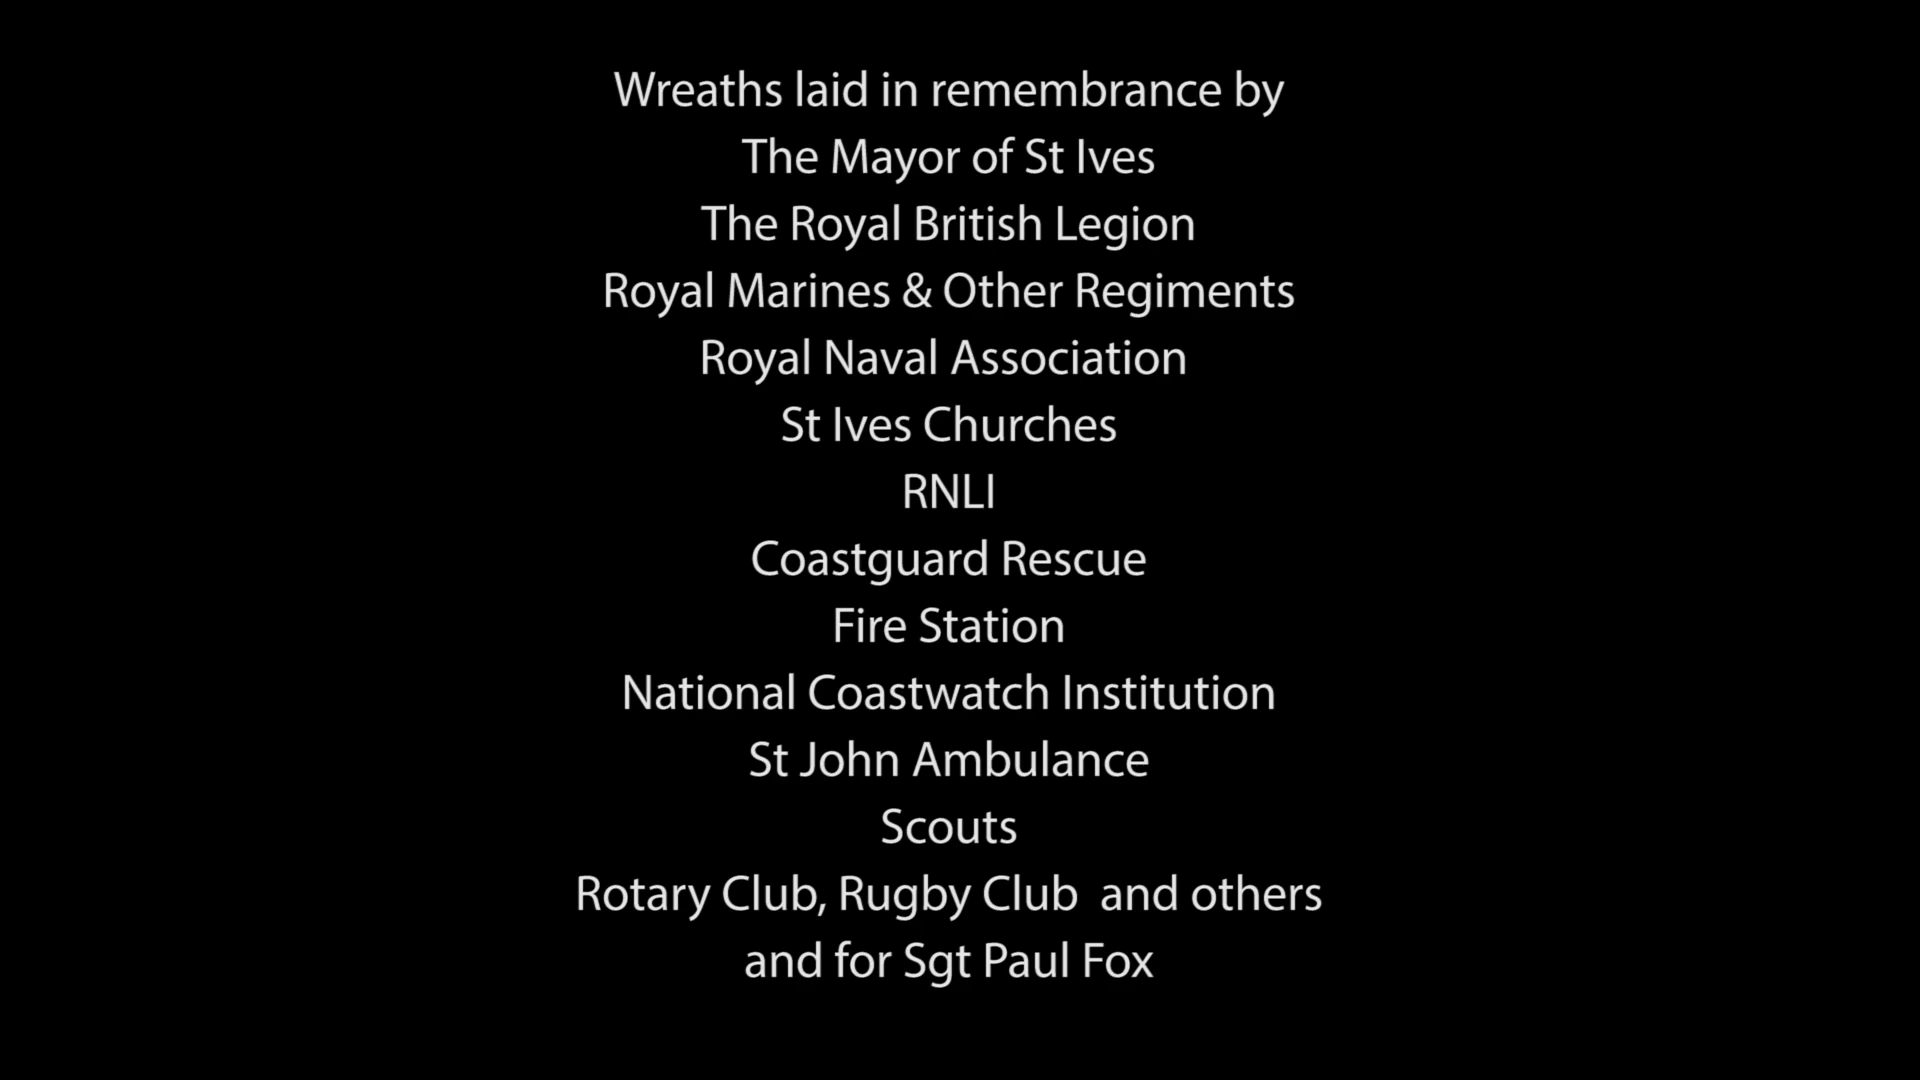 Wreaths laid in remembrance by
The Mayor of St Ives
The Royal British Legion
Royal Marines & Other Regiments
Royal Naval Association
St Ives Churches
RNLI
Coastguard Rescue
Fire Station
National Coastwatch Institution
St John Ambulance
Scouts
Rotary Club, Rugby Club  and others
and for Sgt Paul Fox